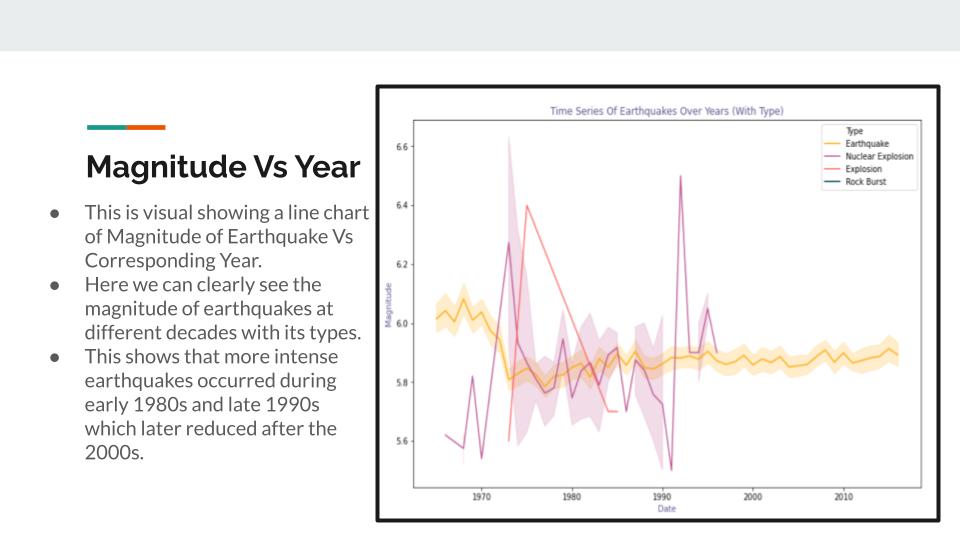 Magnitude Vs Year
● This is visual showing a line chart
of Magnitude of Earthquake Vs
Corresponding Year.
● Here we can clearly see the
magnitude of earthquakes at
different decades with its types.
● This shows that more intense
earthquakes occurred during
early 1980s and late 1990s
which later reduced after the
2000s.
Time Series Of Earthquakes Over Years (With Type)
Type
Earthquake
Nuclear Explosion
Explosion
Rock Burst
Magnitude
6.6
6.4
6.2
6.0
5.8
5.6
1970 1980 1990 2000 2010
Date